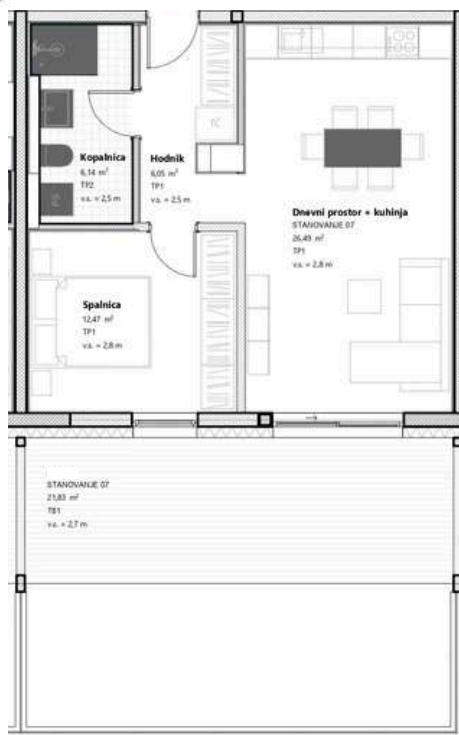 Kopalnica
6,14 m²
TP2
v.s. = 2,5 m
Hodnik
6,05 m²
TP1
v.s. = 2,5 m
Dnevni prostor + kuhinja
STANOVANJE 07
26,49 m²
TP1
v.s. = 2,8 m
Spalnica
12,47 m²
TP1
v.s. = 2,8 m
STANOVANJE 07
21,83 m²
TB1
v.s. = 2,7 m